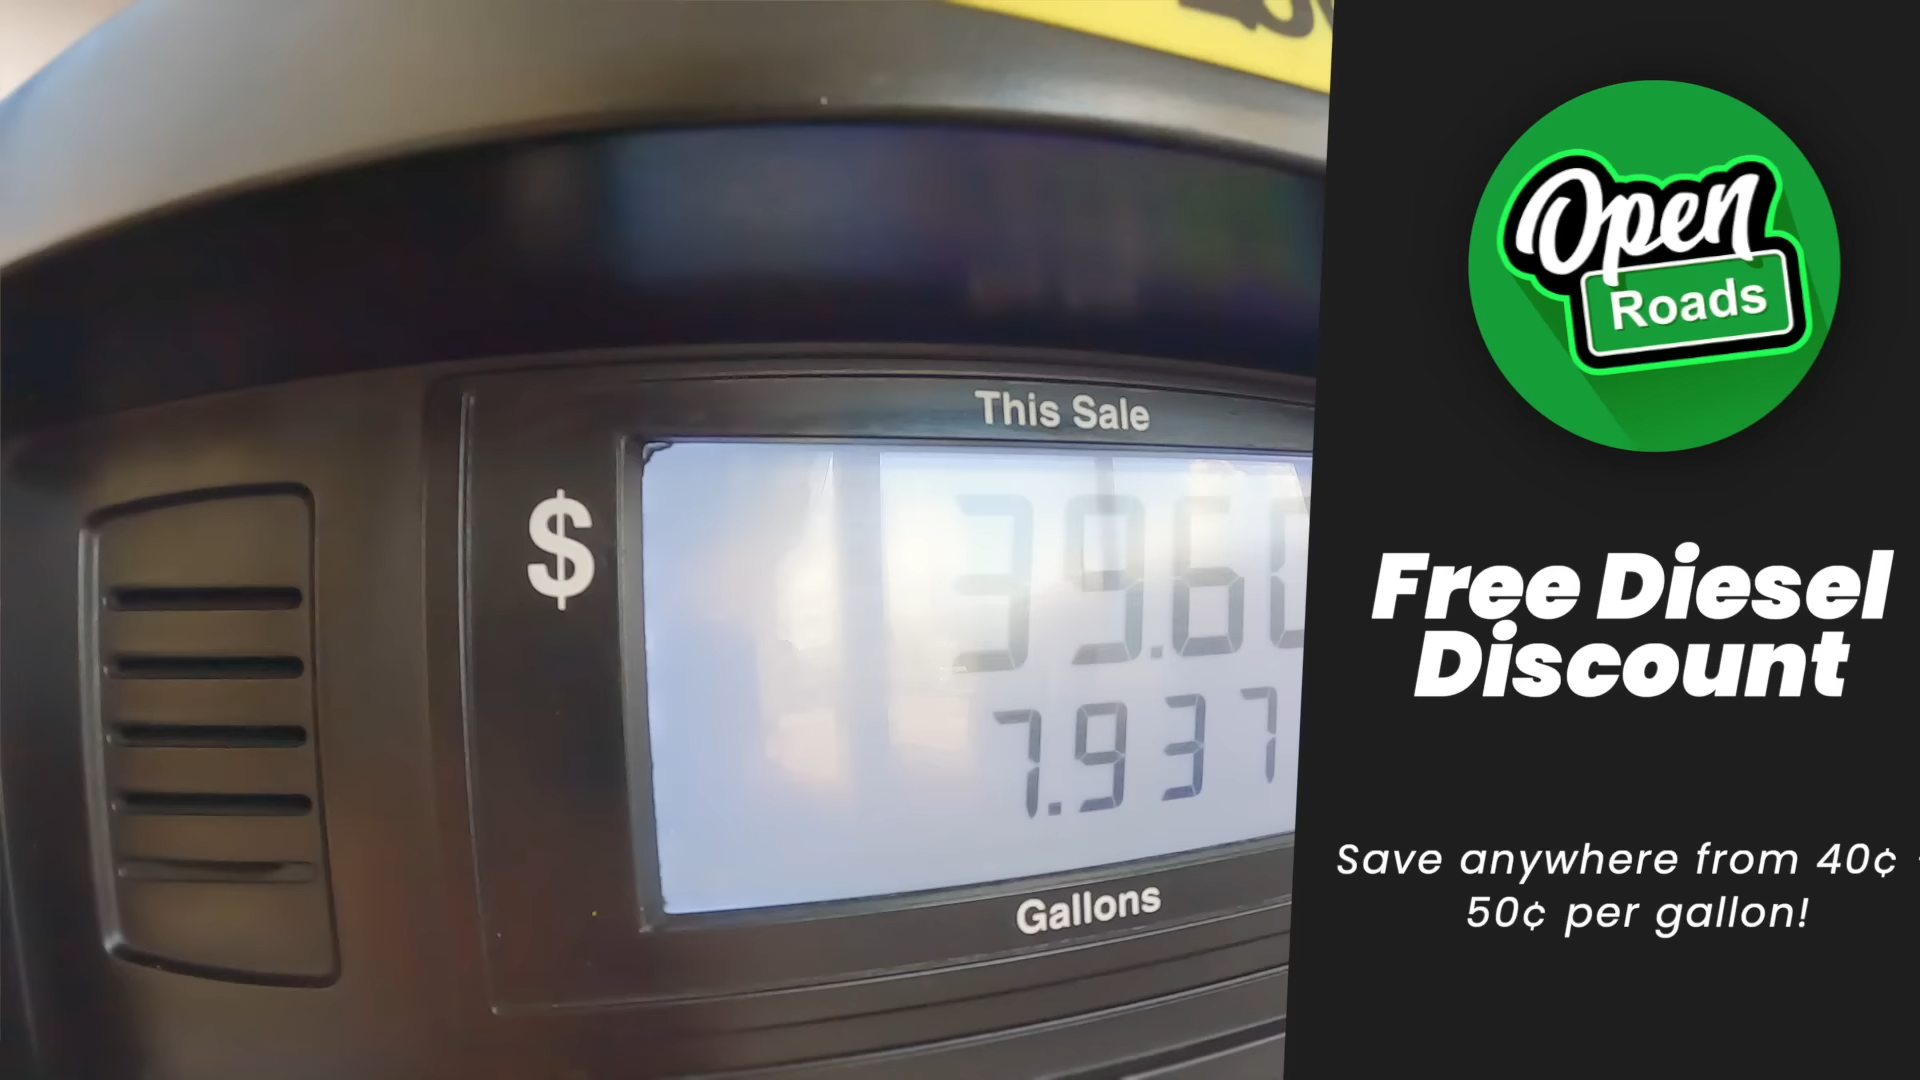 This Sale
$
39.60
7.937
Gallons
Open
Roads
Free Diesel
Discount
Save anywhere from 40¢ -
50¢ per gallon!